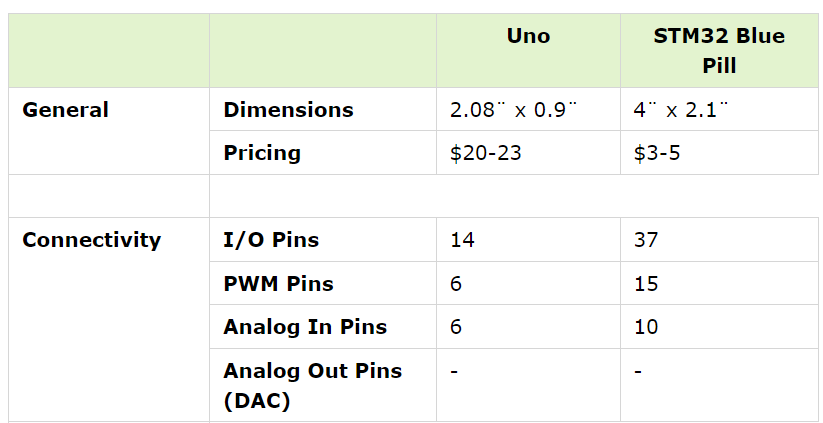 Uno STM32 Blue
Pill
General Dimensions 2.08¨ x 0.9¨ 4¨ x 2.1¨
Pricing $20-23 $3-5
Connectivity I/O Pins 14 37
PWM Pins 6 15
Analog In Pins 6 10
Analog Out Pins - -
(DAC)